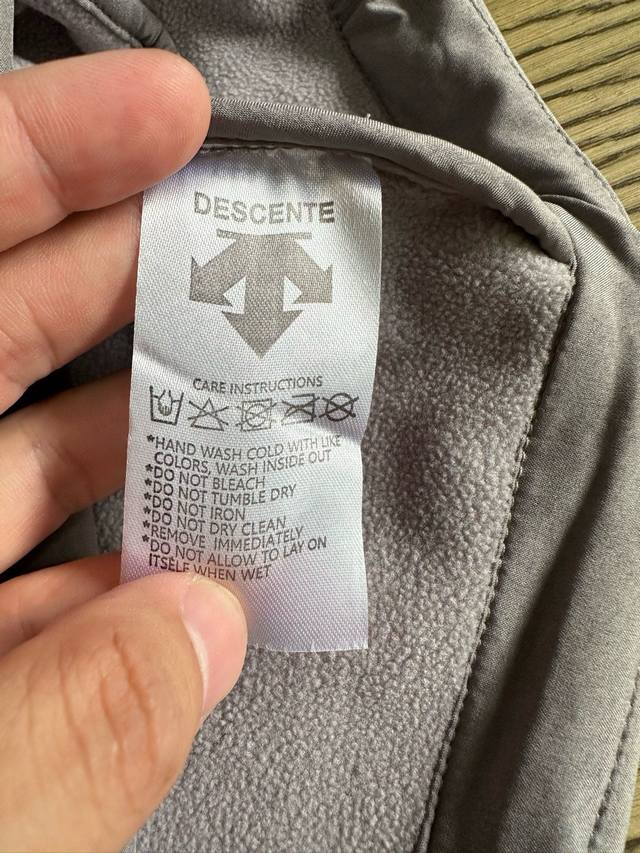 DESCENTE
CARE INSTRUCTIONS
*HAND WASH COLD WITH LIKE
COLORS, WASH INSIDE OUT
*DO NOT BLEACH
*DO NOT TUMBLE DRY
*DO NOT IRON
*DO NOT DRY CLEAN
*REMOVE IMMEDIATELY
DO NOT ALLOW TO LAY ON
ITSELF WHEN WET